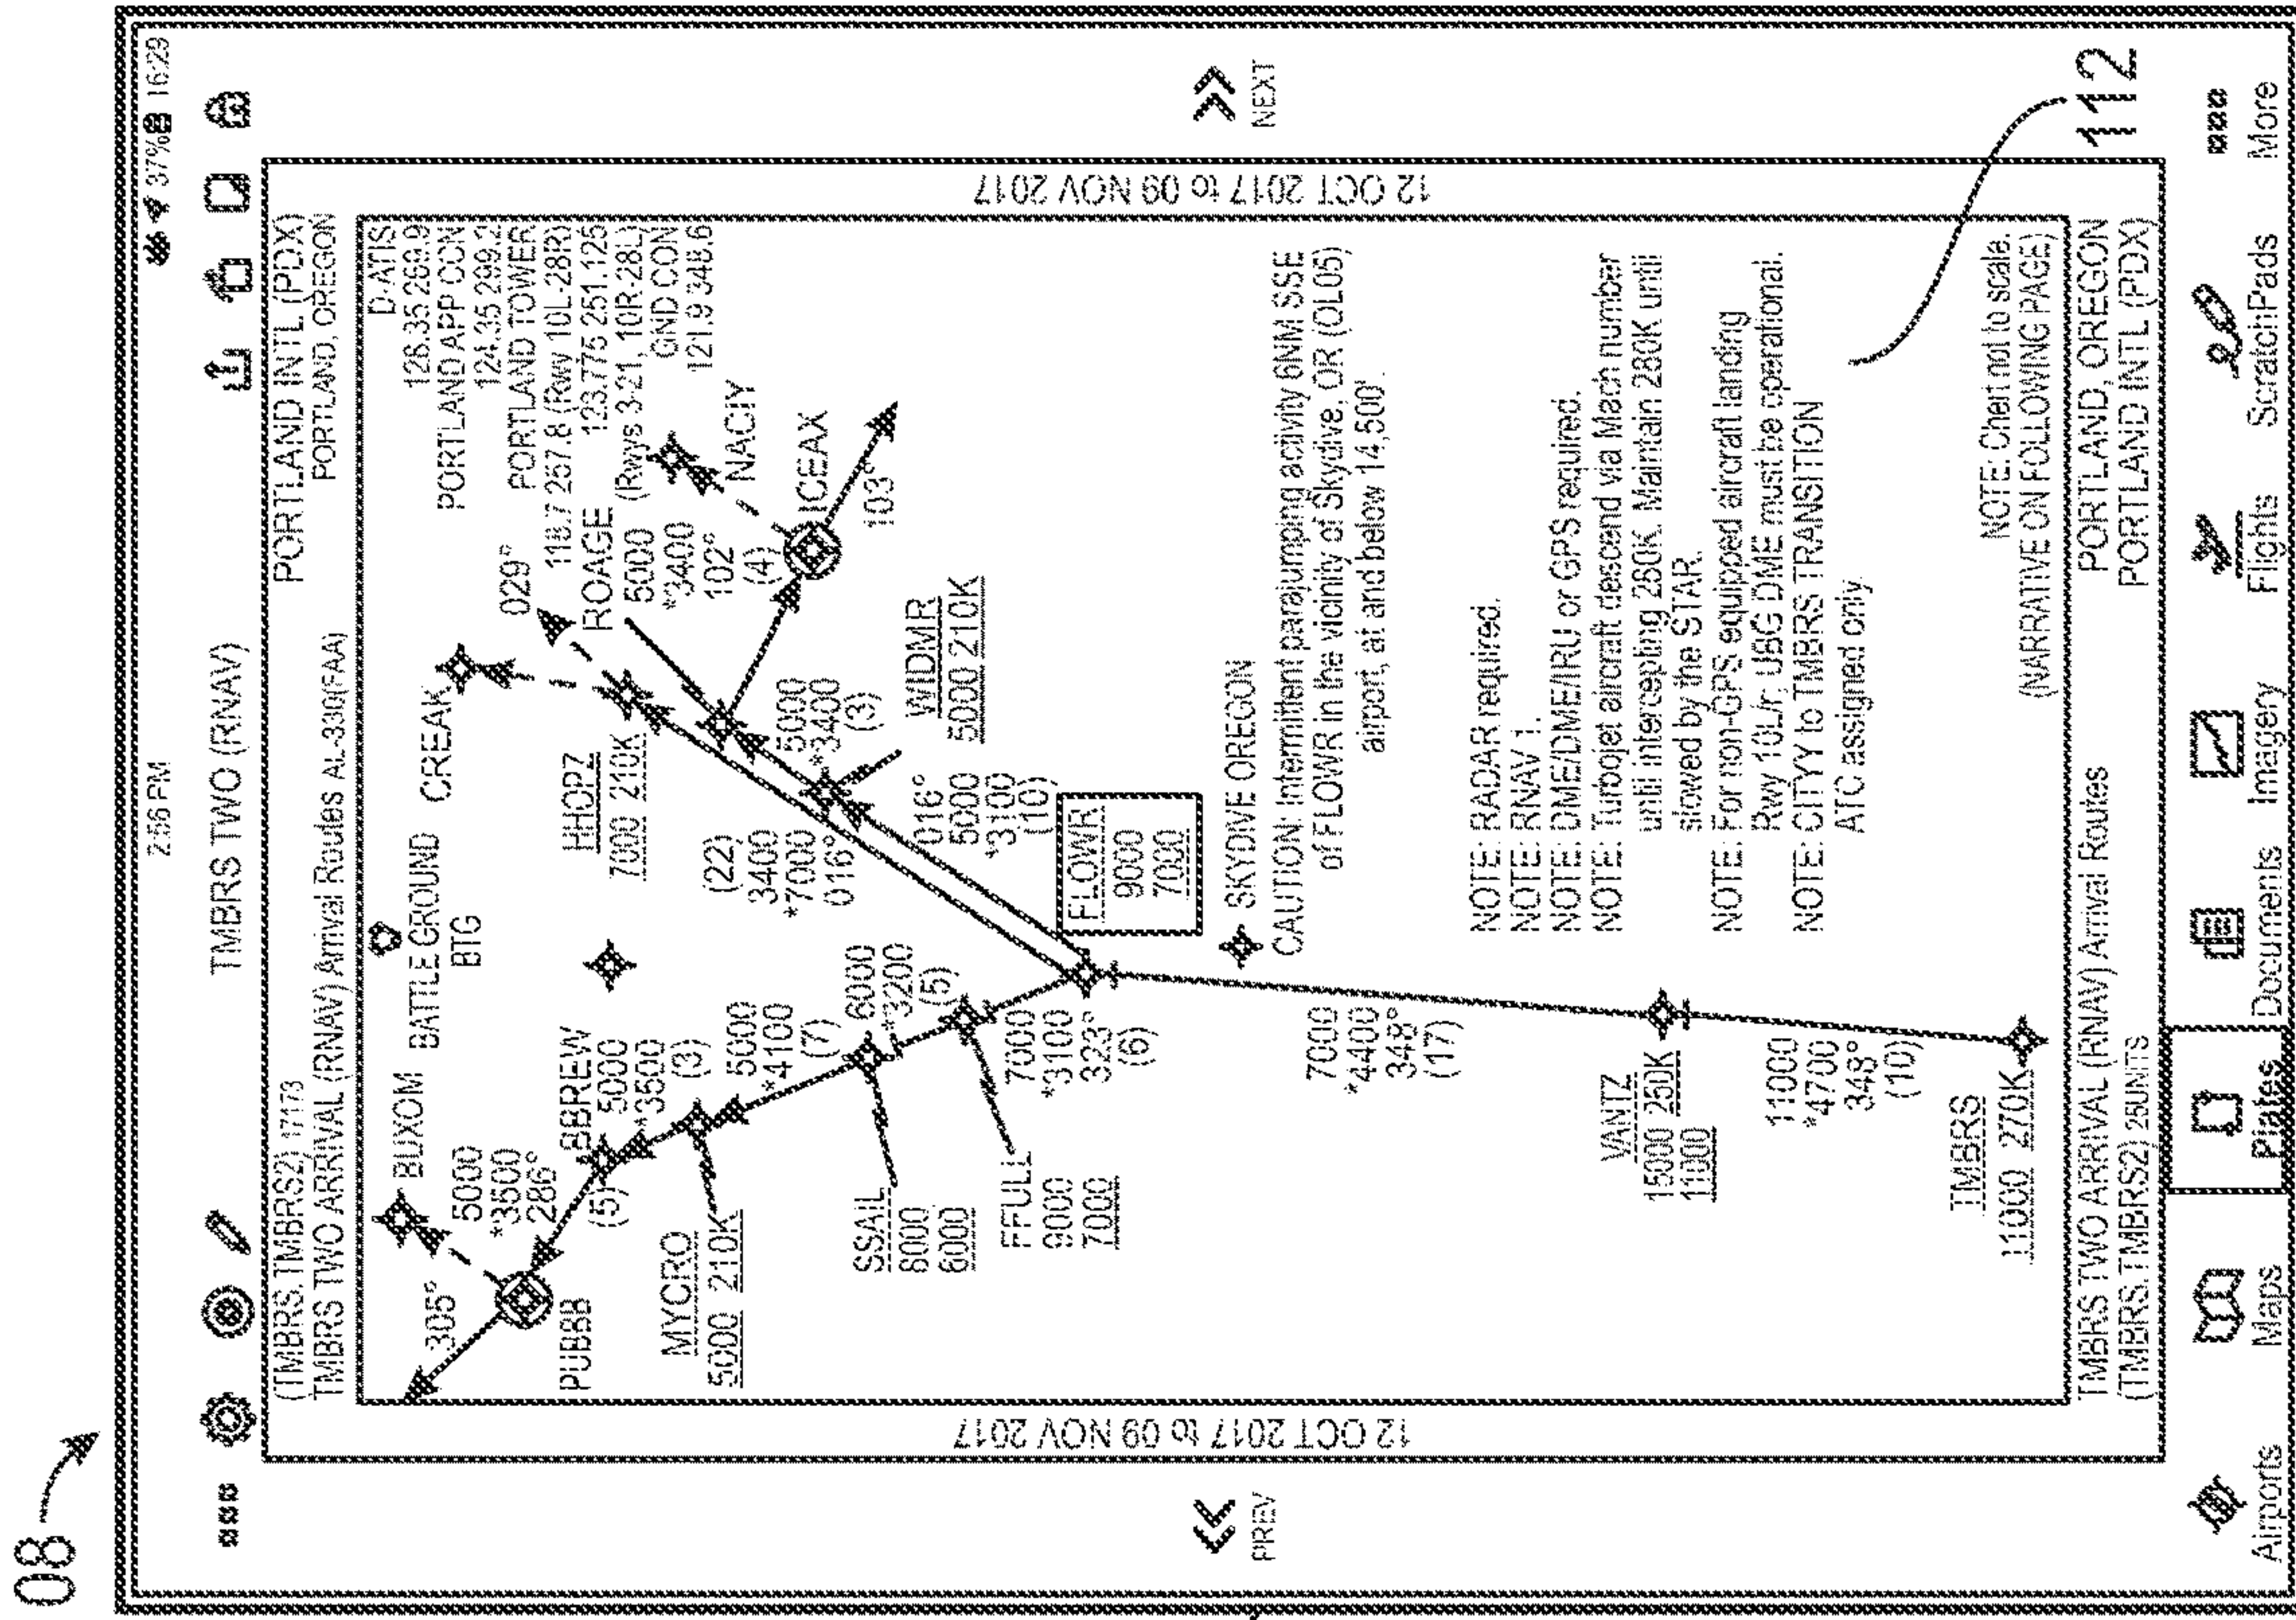 08
2:56 PM
37% 16:29
TMBRS TWO (RNAV)
(TMBRS.TMBRS2) 17173
PORTLAND INTL (PDX)
TMBRS TWO ARRIVAL (RNAV) Arrival Routes AL-330(FAA)
PORTLAND, OREGON
12 OCT 2017 to 09 NOV 2017
12 OCT 2017 to 09 NOV 2017
D-ATIS
128.35 269.9
PORTLAND APP CCN
124.35 299.2
PORTLAND TOWER
118.7 257.8 (Rwy 10L-28R)
123.775 251.125
(Rwys 3-21, 10R-28L)
GND CON
121.9 348.6
305°
BUXOM
BATTLE GROUND
BTG
CREAK
029°
5000
*3500
286°
(5)
PUBBB
BBREW
5000
*3500
(3)
HHOPZ
7000 210K
ROAGE
5000
*3400
102°
(4)
NACIY
ICEAX
103°
MYCRO
5000 210K
5000
*4100
(7)
(22)
3400
*7000
016°
5000
*3400
(3)
WIDMR
5000 210K
SSAIL
8000
6000
6000
*3200
(5)
016°
5000
*3100
(10)
FFULL
9000
7000
7000
*3100
323°
(6)
FLOWR
9000
7000
SKYDIVE OREGON
CAUTION: Intermittent parajumping activity 6NM SSE
of FLOWR in the vicinity of Skydive, OR (OL05)
airport, at and below 14,500'.
7000
*4400
348°
(17)
NOTE: RADAR required.
NOTE: RNAV 1.
NOTE: DME/DME/IRU or GPS required.
NOTE: Turbojet aircraft descend via Mach number
until intercepting 280K. Maintain 280K until
slowed by the STAR.
NOTE: For non-GPS equipped aircraft landing
Rwy 10L/r; UBG DME must be operational.
NOTE: CITYY to TMBRS TRANSITION
ATC assigned only
VANTZ
15000 250K
11000
11000
*4700
348°
(10)
TMBRS
11000 270K
NOTE: Chert not to scale.
(NARRATIVE ON FOLLOWING PAGE)
TMBRS TWO ARRIVAL (RNAV) Arrival Routes
PORTLAND, OREGON
(TMBRS.TMBRS2) 25UNITS
PORTLAND INTL (PDX)
112
PREV
NEXT
Airports
Maps
Plates
Documents
Imagery
Flights
ScratchPads
More